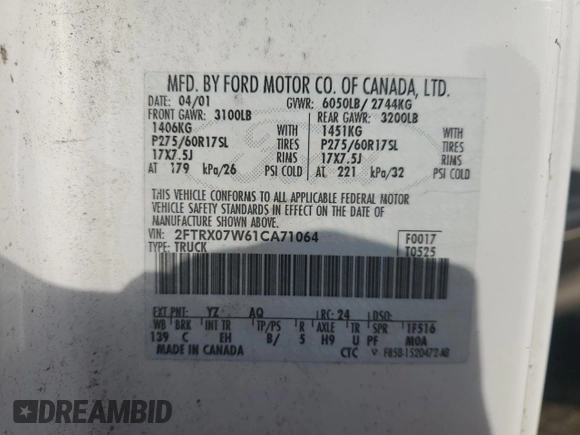 MFD. BY FORD MOTOR CO. OF CANADA, LTD.
DATE: 04/01 GVWR: 6050LB/ 2744KG
FRONT GAWR: 3100LB REAR GAWR: 3200LB
1406KG WITH 1451KG WITH
P275/60R17SL TIRES P275/60R17SL TIRES
17X7.5J RIMS 17X7.5J RIMS
AT 179 kPa/26 PSI COLD AT 221 kPa/32 PSI COLD
THIS VEHICLE CONFORMS TO ALL APPLICABLE FEDERAL MOTOR
VEHICLE SAFETY STANDARDS IN EFFECT ON THE DATE OF
MANUFACTURE SHOWN ABOVE.
VIN: 2FTRX07W61CA71064 F0017
TYPE: TRUCK T0525
EXT PNT: YZ AQ RC: 24 DSO:
WB BRK INT TR TP/PS R AXLE TR SPR 1F516
139 C EH B/ 5 H9 U PF MOA
MADE IN CANADA CTC F85B-1520472-AB
DREAMBID